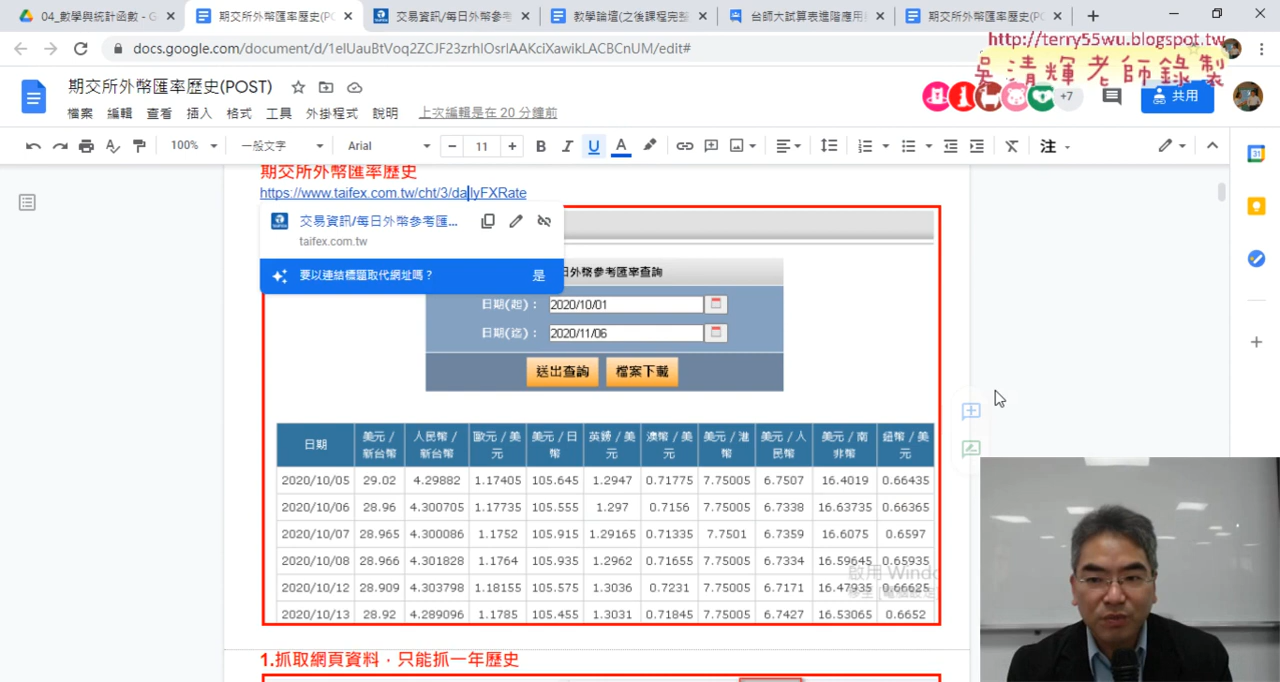 04_數學與統計函數 - G
期交所外幣匯率歷史(P
交易資訊/每日外幣參
教學論壇(之後課程完整
台師大試算表進階應用
期交所外幣匯率歷史(P
docs.google.com/document/d/1eIUauBtVoq2ZCJF23zrhIOsrIAAKciXawikLACBCnUM/edit#
http://terry55wu.blogspot.tw
吳清輝老師錄製
期交所外幣匯率歷史(POST)
檔案 編輯 查看 插入 格式 工具 外掛程式 說明 上次編輯是在 20 分鐘前
+7
共用
100% 一般文字 Arial 11 B I U A 注
期交所外幣匯率歷史
https://www.taifex.com.tw/cht/3/dailyFXRate
交易資訊/每日外幣參考匯...
taifex.com.tw
要以連結標題取代網址嗎？ 是
日外幣參考匯率查詢
日期(起)： 2020/10/01
日期(迄)： 2020/11/06
送出查詢 檔案下載
日期 美元／新台幣 人民幣／新台幣 歐元／美元 美元／日幣 英鎊／美元 澳幣／美元 美元／港幣 美元／人民幣 美元／南非幣 紐幣／美元
2020/10/05 29.02 4.29882 1.17405 105.645 1.2947 0.71775 7.75005 6.7507 16.4019 0.66435
2020/10/06 28.96 4.300705 1.17735 105.555 1.297 0.7156 7.75005 6.7338 16.63735 0.66365
2020/10/07 28.965 4.300086 1.1752 105.915 1.29165 0.71335 7.7501 6.7359 16.6075 0.6597
2020/10/08 28.966 4.301828 1.1764 105.935 1.2962 0.71655 7.75005 6.7334 16.59645 0.65935
2020/10/12 28.909 4.303798 1.18155 105.575 1.3036 0.7231 7.75005 6.7171 16.47935 0.66625
2020/10/13 28.92 4.289096 1.1785 105.455 1.3031 0.71845 7.75005 6.7427 16.53065 0.6652
啟用 Windo
1.抓取網頁資料，只能抓一年歷史